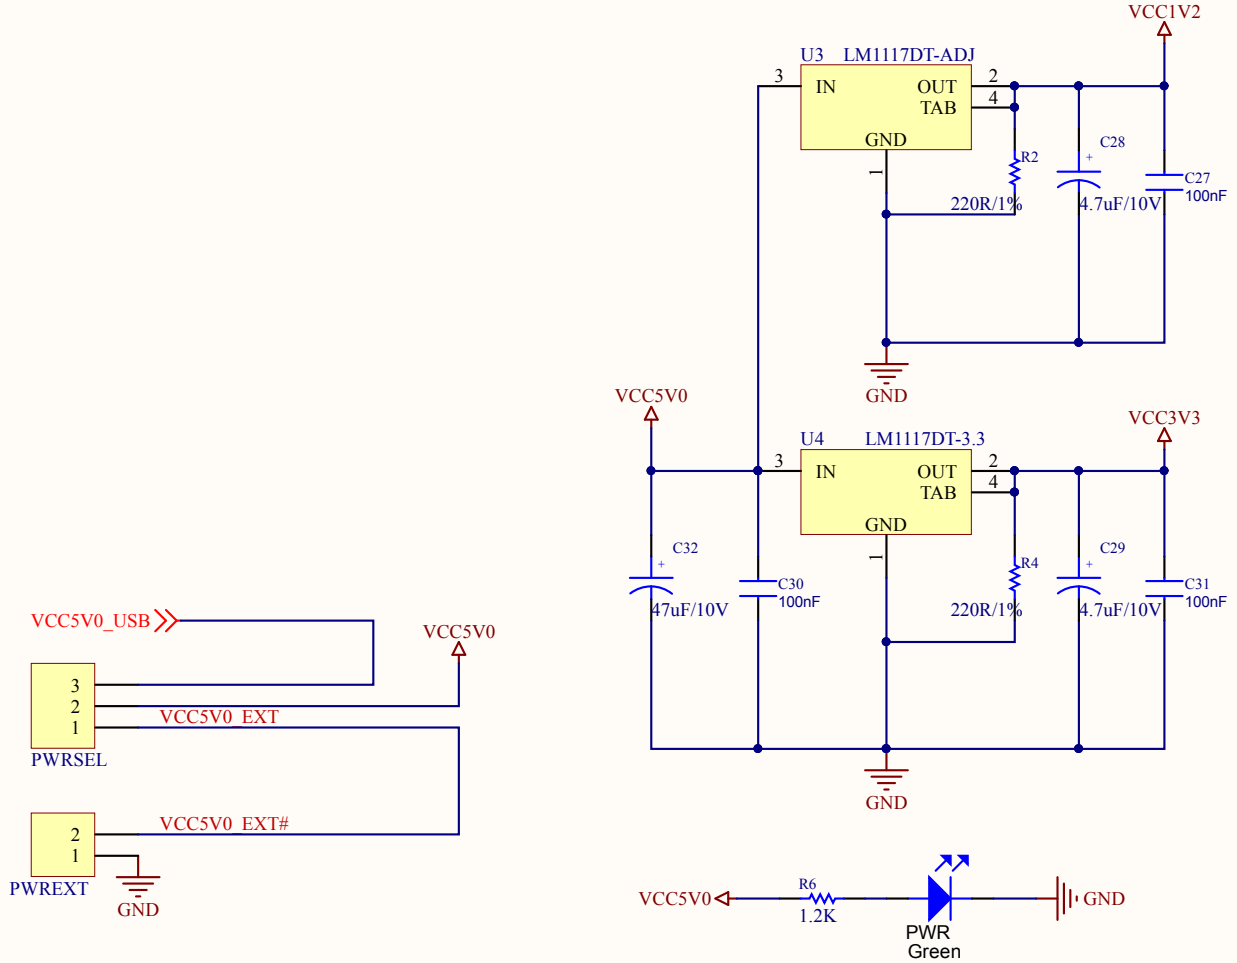 VCC1V2
U3 LM1117DT-ADJ
3 IN OUT 2
TAB 4
GND
1
R2
220R/1%
C28
+
4.7uF/10V
C27
100nF
GND
VCC5V0
VCC3V3
U4 LM1117DT-3.3
3 IN OUT 2
TAB 4
GND
1
C32
+
47uF/10V
C30
100nF
R4
220R/1%
C29
+
4.7uF/10V
C31
100nF
GND
VCC5V0_USB
VCC5V0
3
2
1
VCC5V0_EXT
PWRSEL
2
1
VCC5V0_EXT#
PWREXT
GND
VCC5V0
R6
1.2K
PWR
Green
GND